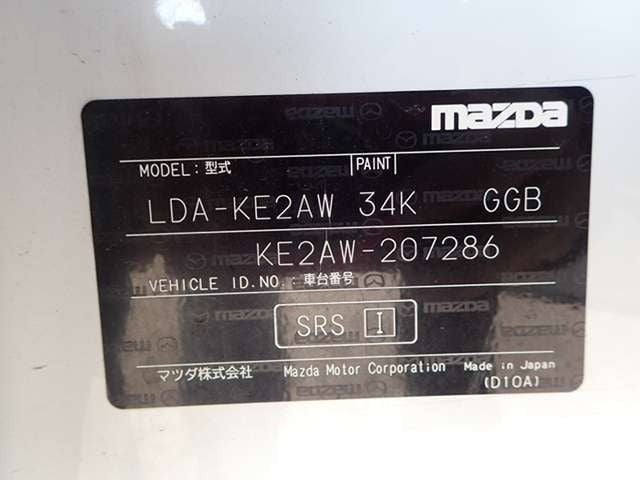 mazda
MODEL: 型式 PAINT
LDA-KE2AW 34K GGB
KE2AW-207286
VEHICLE ID.NO.:車台番号
SRS I
マツダ株式会社 Mazda Motor Corporation Made in Japan
(D10A)